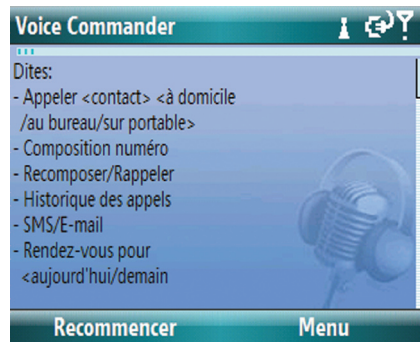 Voice Commander
Dites:
- Appeler <contact> <à domicile
/au bureau/sur portable>
- Composition numéro
- Recomposer/Rappeler
- Historique des appels
- SMS/E-mail
- Rendez-vous pour
<aujourd'hui/demain
Recommencer Menu